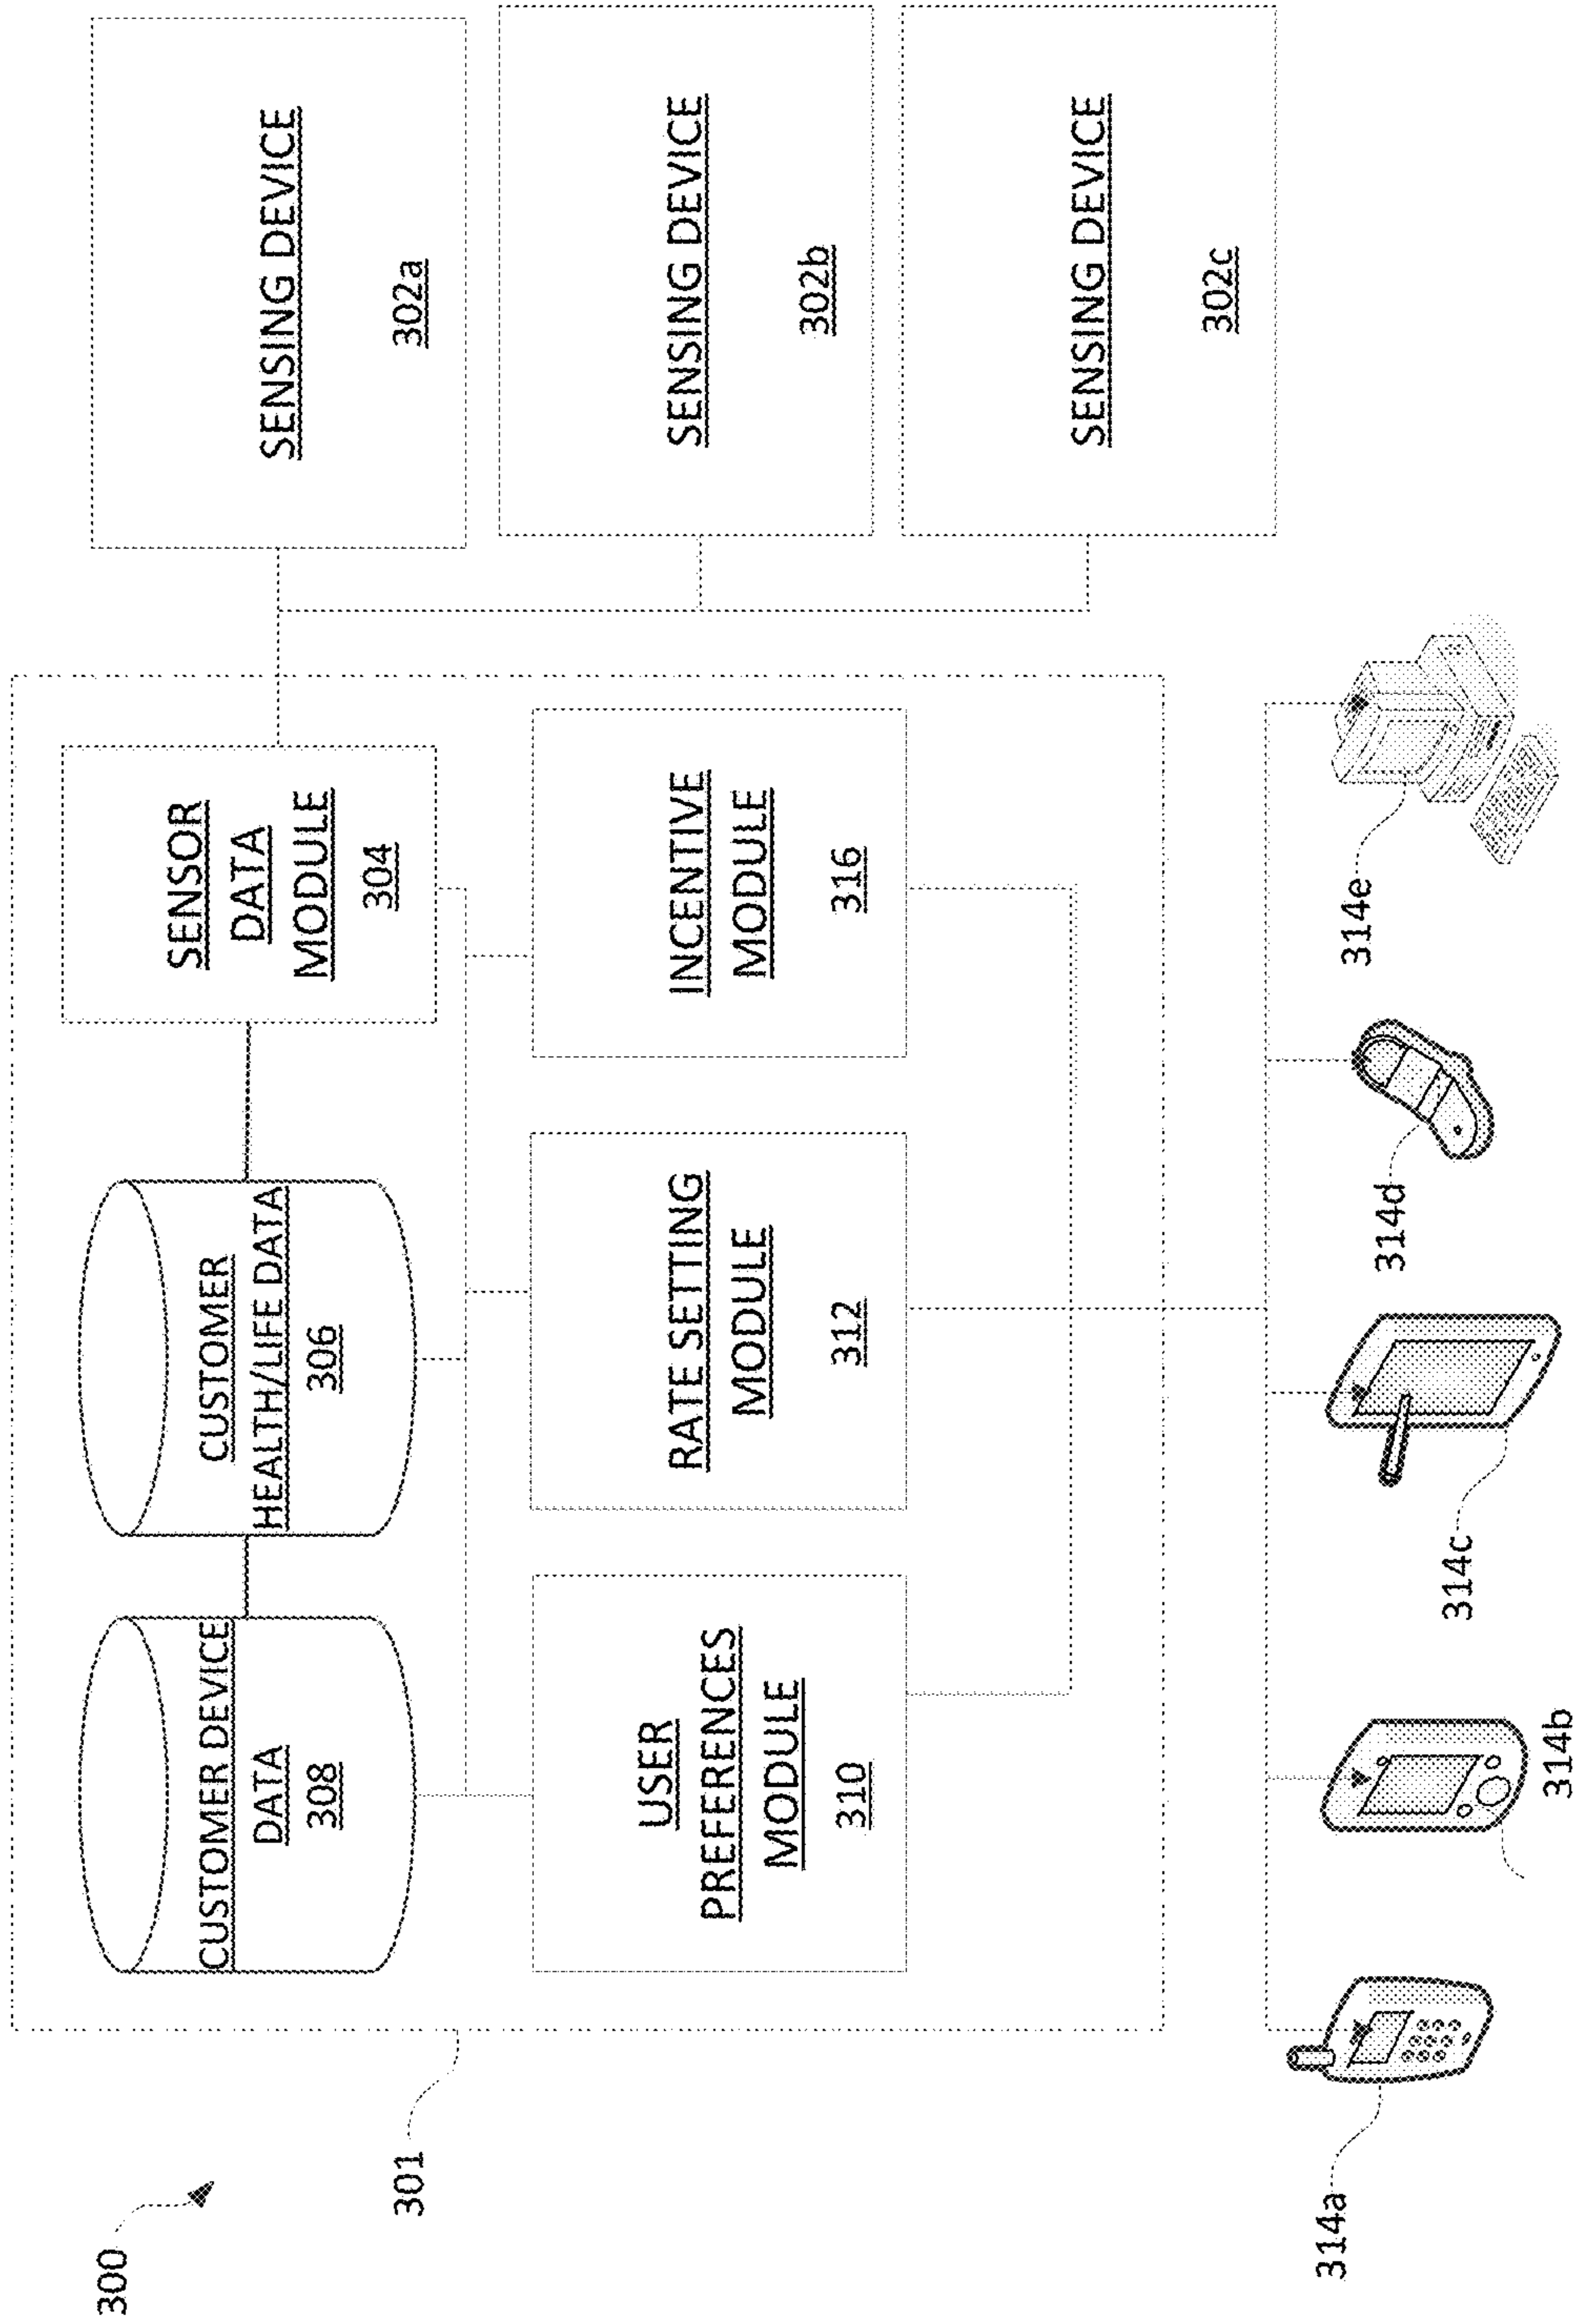 300
301
CUSTOMER DEVICE
DATA
308
CUSTOMER
HEALTH/LIFE DATA
306
SENSOR
DATA
MODULE
304
SENSING DEVICE
302a
USER
PREFERENCES
MODULE
310
RATE SETTING
MODULE
312
INCENTIVE
MODULE
316
SENSING DEVICE
302b
SENSING DEVICE
302c
314a
314b
314c
314d
314e